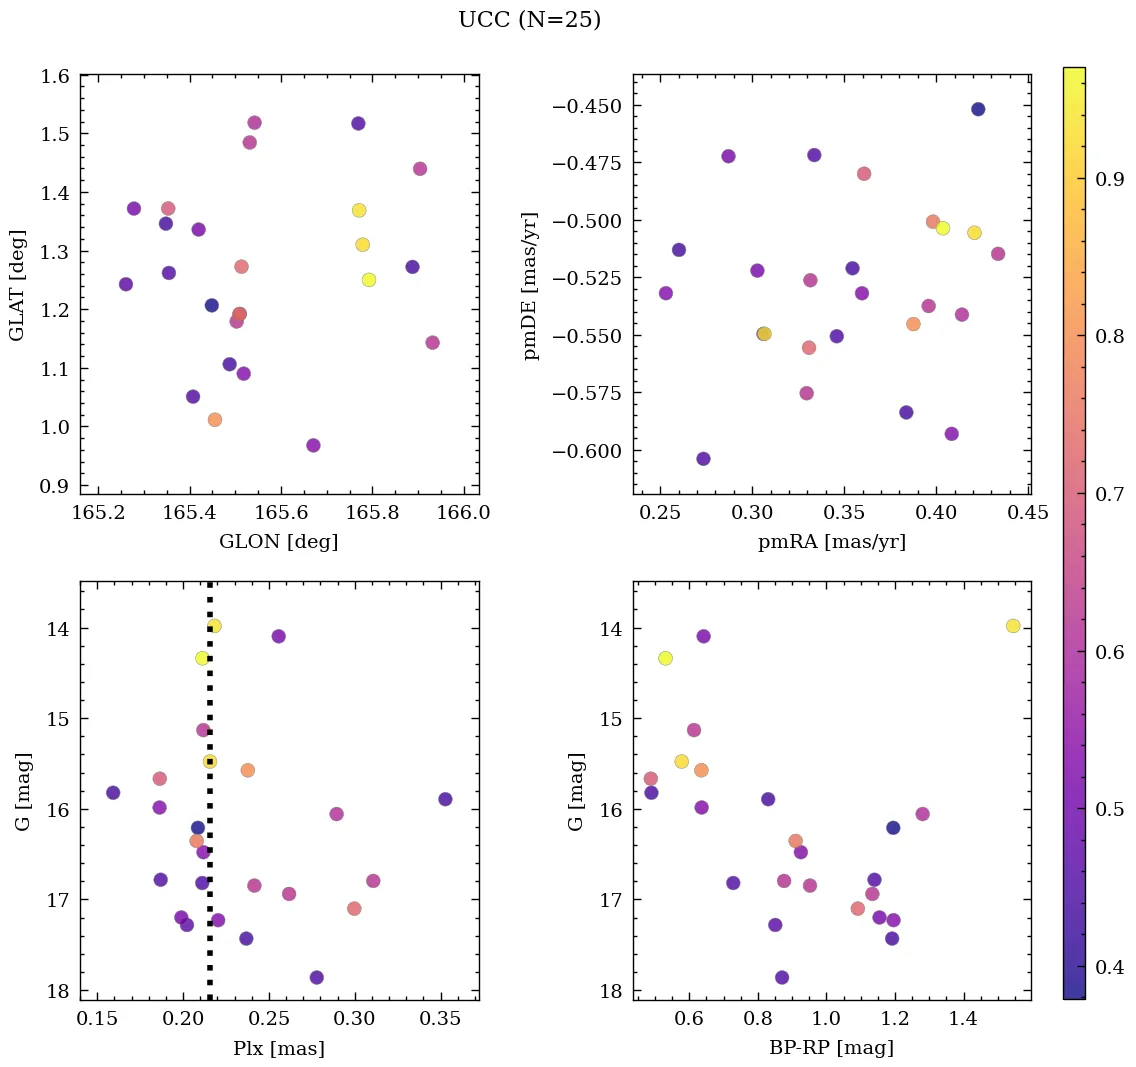 UCC (N=25)
1.6
1.5
1.4
1.3
1.2
1.1
1.0
0.9
GLAT [deg]
165.2 165.4 165.6 165.8 166.0
GLON [deg]
−0.450
−0.475
−0.500
−0.525
−0.550
−0.575
−0.600
pmDE [mas/yr]
0.25 0.30 0.35 0.40 0.45
pmRA [mas/yr]
14
15
16
17
18
G [mag]
0.15 0.20 0.25 0.30 0.35
Plx [mas]
14
15
16
17
18
G [mag]
0.6 0.8 1.0 1.2 1.4
BP-RP [mag]
0.9
0.8
0.7
0.6
0.5
0.4